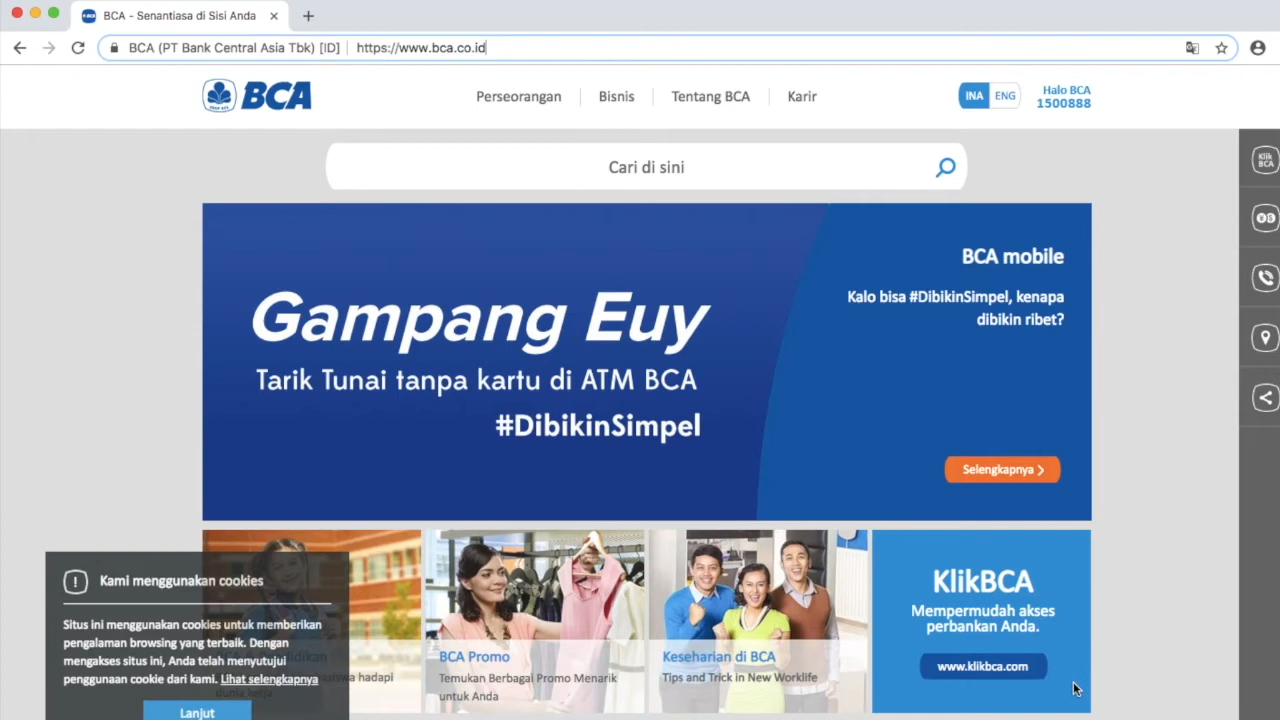 BCA - Senantiasa di Sisi Anda
BCA (PT Bank Central Asia Tbk) [ID] https://www.bca.co.id
BCA
Perseorangan Bisnis Tentang BCA Karir
INA ENG
Halo BCA
1500888
Cari di sini
Klik
BCA
Gampang Euy
Tarik Tunai tanpa kartu di ATM BCA
#DibikinSimpel
BCA mobile
Kalo bisa #DibikinSimpel, kenapa
dibikin ribet?
Selengkapnya
Kami menggunakan cookies
Situs ini menggunakan cookies untuk memberikan
pengalaman browsing yang terbaik. Dengan
mengakses situs ini, Anda telah menyutujui
penggunaan cookie dari kami. Lihat selengkapnya
Lanjut
hadapi
dunia kerja
BCA Promo
Temukan Berbagai Promo Menarik
untuk Anda
Keseharian di BCA
Tips and Trick in New Worklife
KlikBCA
Mempermudah akses
perbankan Anda.
www.klikbca.com